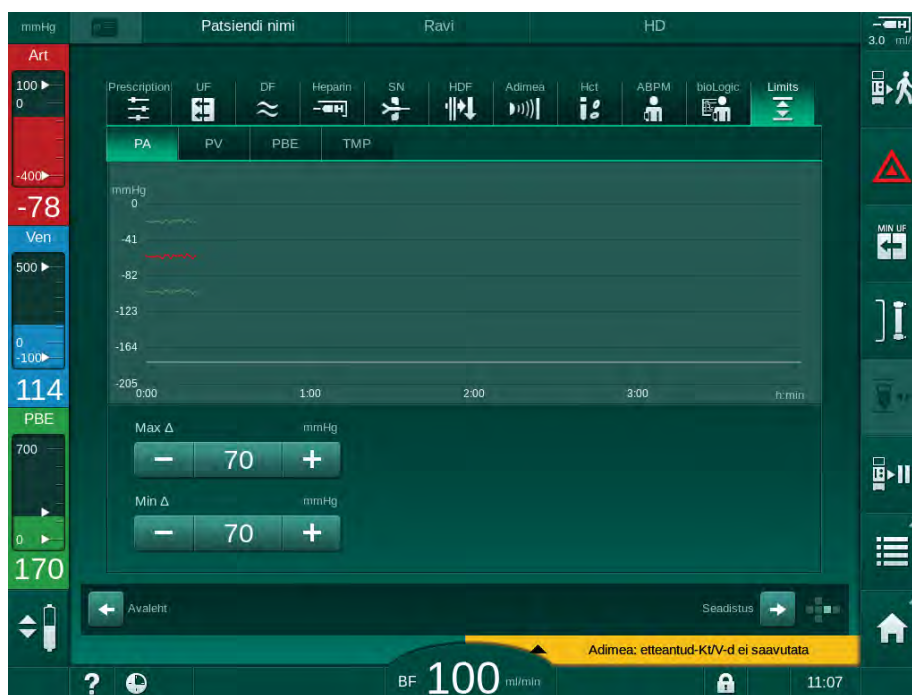 mmHg Patsiendi nimi Ravi HD
3.0 ml/
Art
100
0
-400
-78
Ven
500
0
-100
114
PBE
700
0
170
Prescription UF DF Heparin SN HDF Adimea Hct ABPM bioLogic Limits
PA PV PBE TMP
mmHg
0
-41
-82
-123
-164
-205
0:00 1:00 2:00 3:00 h:min
Max Δ mmHg
− 70 +
Min Δ mmHg
− 70 +
MIN UF
Avaleht Seadistus
Adimea: etteantud-Kt/V-d ei saavutata
? BF 100 ml/min 11:07